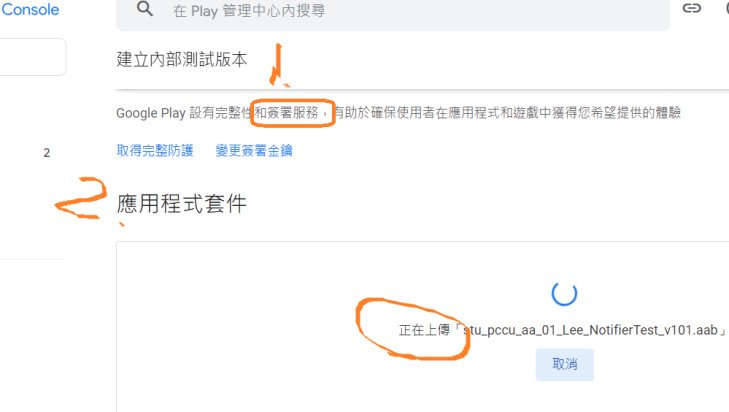 Console
在 Play 管理中心內搜尋
建立內部測試版本
1.
Google Play 設有完整性和簽署服務，有助於確保使用者在應用程式和遊戲中獲得您希望提供的體驗
2
取得完整防護 變更簽署金鑰
2、
應用程式套件
正在上傳「stu_pccu_aa_01_Lee_NotifierTest_v101.aab」
取消